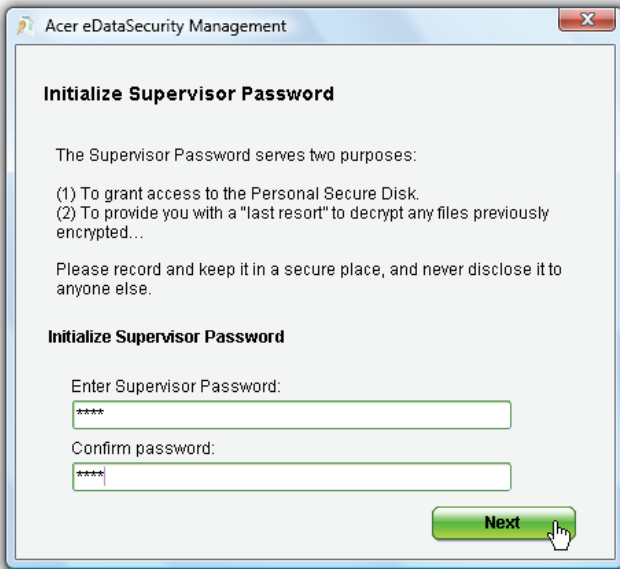 Acer eDataSecurity Management
Initialize Supervisor Password
The Supervisor Password serves two purposes:
(1) To grant access to the Personal Secure Disk.
(2) To provide you with a "last resort" to decrypt any files previously
encrypted...
Please record and keep it in a secure place, and never disclose it to
anyone else.
Initialize Supervisor Password
Enter Supervisor Password:
****
Confirm password:
****
Next